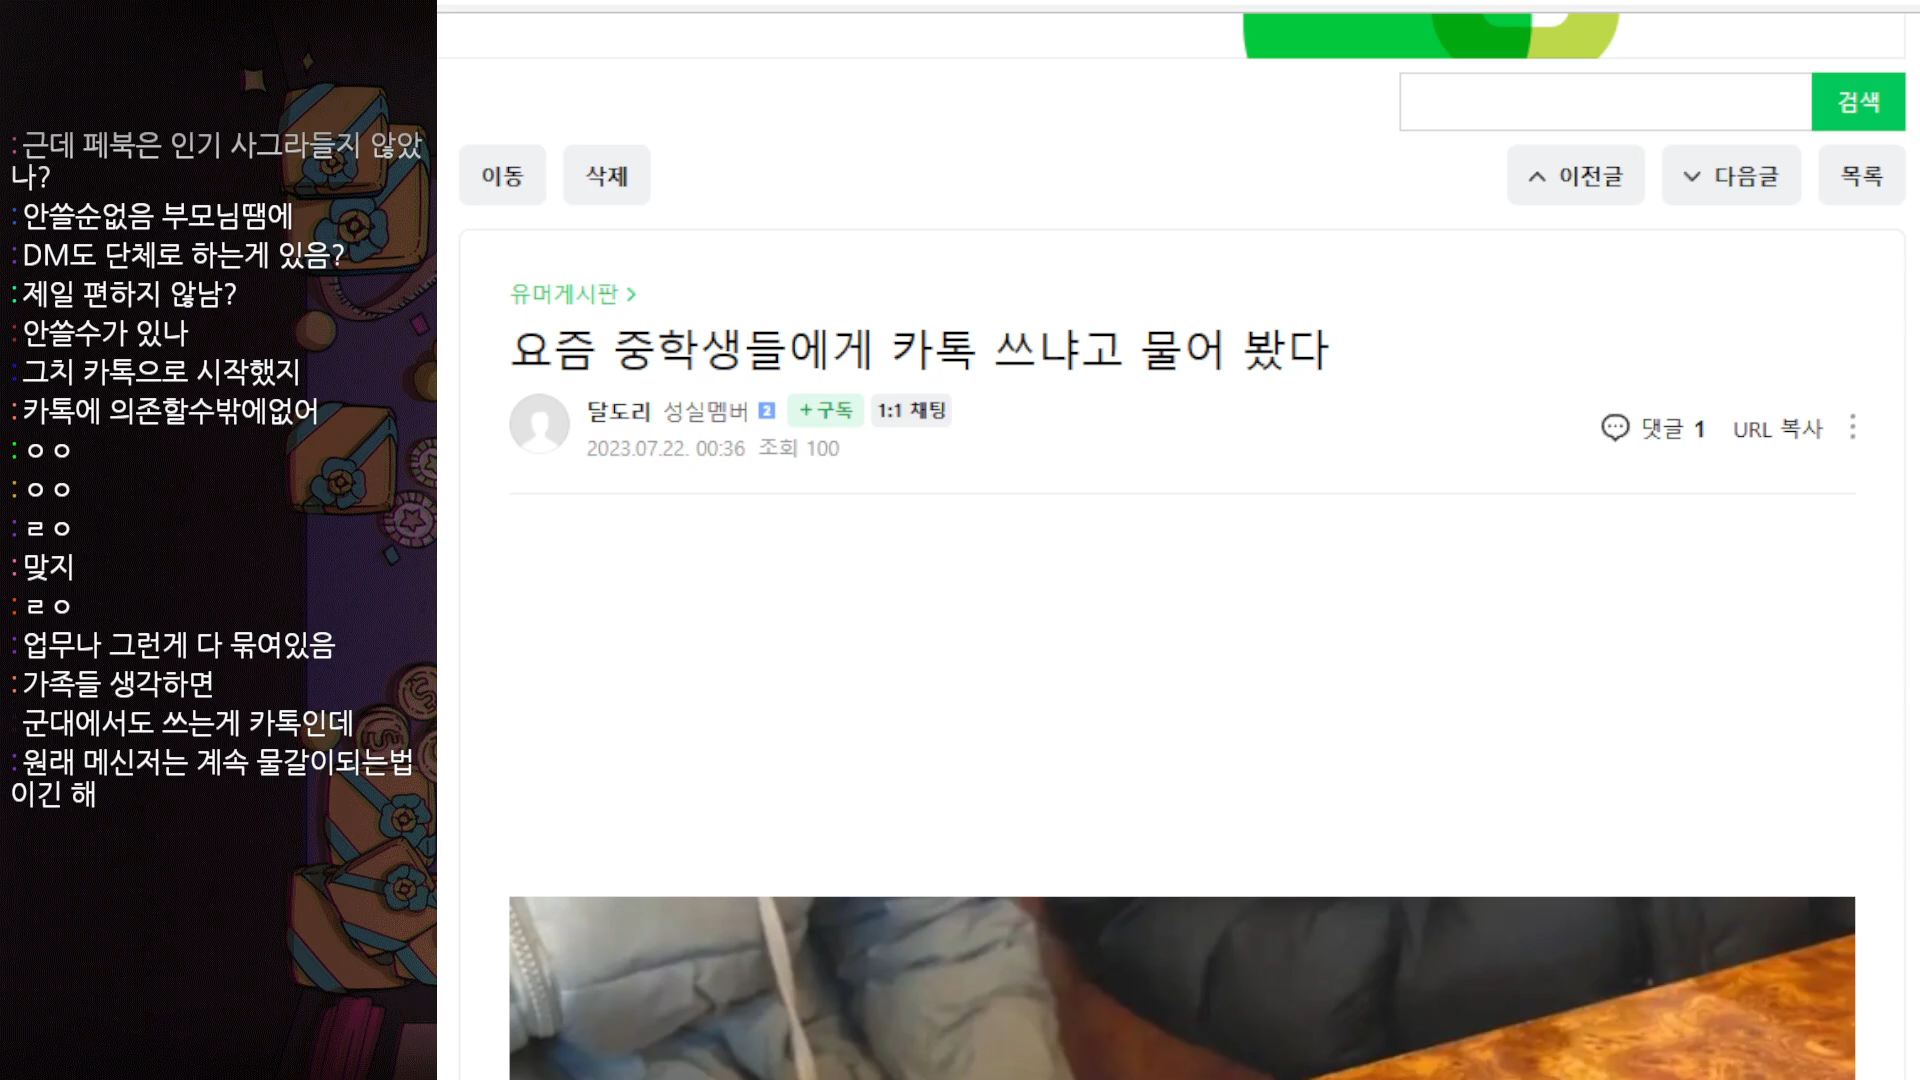 :근데 페북은 인기 사그라들지 않았
나?
:안쓸순없음 부모님땜에
:DM도 단체로 하는게 있음?
:제일 편하지 않남?
:안쓸수가 있나
:그치 카톡으로 시작했지
:카톡에 의존할수밖에없어
:ㅇㅇ
:ㅇㅇ
:ㄹㅇ
:맞지
:ㄹㅇ
:업무나 그런게 다 묶여있음
:가족들 생각하면
군대에서도 쓰는게 카톡인데
:원래 메신저는 계속 물갈이되는법
이긴 해
검색
이동 삭제 이전글 다음글 목록
유머게시판 >
요즘 중학생들에게 카톡 쓰냐고 물어 봤다
달도리 성실멤버 2 +구독 1:1 채팅
2023.07.22. 00:36 조회 100
댓글 1 URL 복사